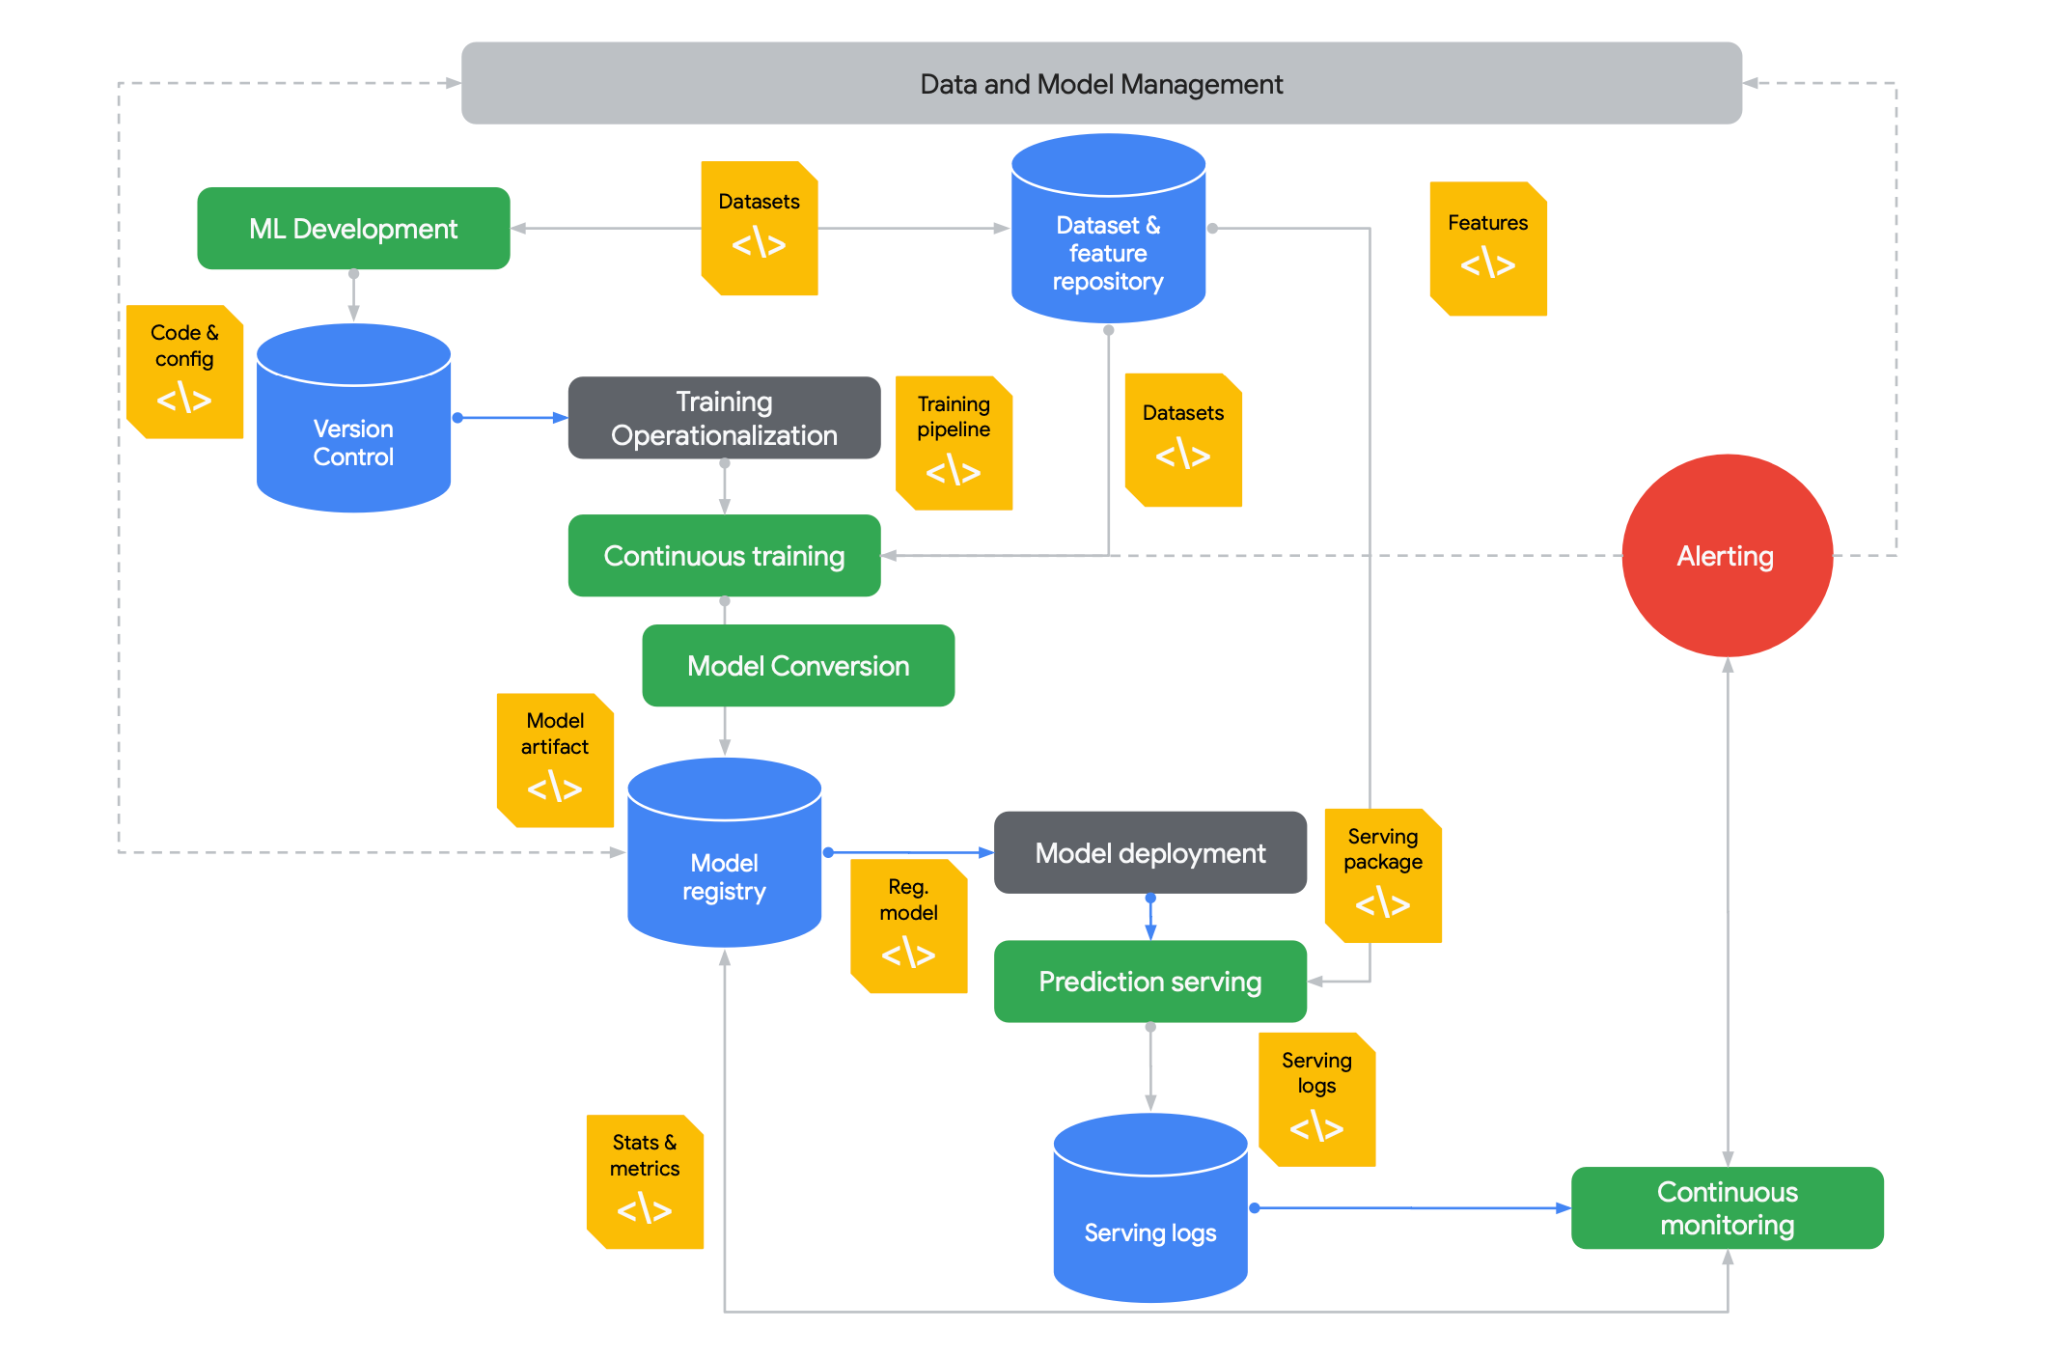 Data and Model Management
ML Development
Datasets
</>
Dataset &
feature
repository
Features
</>
Code &
config
</>
Version
Control
Training
Operationalization
Training
pipeline
</>
Datasets
</>
Continuous training
Alerting
Model Conversion
Model
artifact
</>
Model
registry
Reg.
model
</>
Model deployment
Serving
package
</>
Prediction serving
Serving
logs
</>
Stats &
metrics
</>
Serving logs
Continuous
monitoring